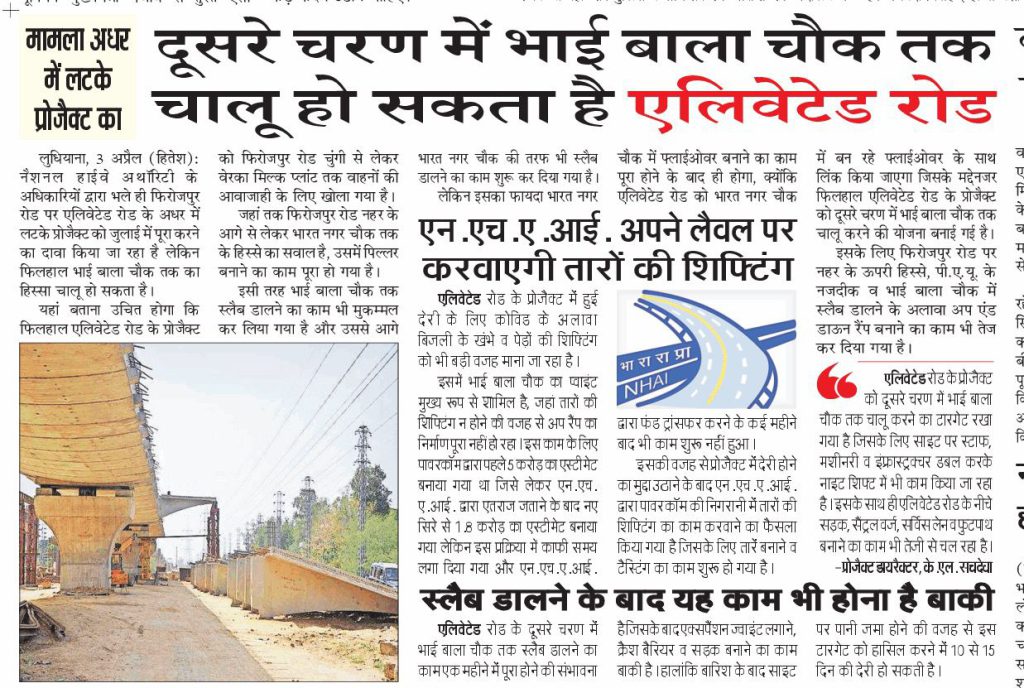 मामला अधर
में लटके
प्रोजैक्ट का
दूसरे चरण में भाई बाला चौक तक
चालू हो सकता है एलिवेटेड रोड
लुधियाना, 3 अप्रैल (हितेश):
नैशनल हाईवे अथॉरिटी के
अधिकारियों द्वारा भले ही फिरोजपुर
रोड पर एलिवेटेड रोड के अधर में
लटके प्रोजैक्ट को जुलाई में पूरा करने
का दावा किया जा रहा है लेकिन
फिलहाल भाई बाला चौक तक का
हिस्सा चालू हो सकता है।
यहां बताना उचित होगा कि
फिलहाल एलिवेटेड रोड के प्रोजैक्ट
को फिरोजपुर रोड चुंगी से लेकर
वेरका मिल्क प्लांट तक वाहनों की
आवाजाही के लिए खोला गया है।
जहां तक फिरोजपुर रोड नहर के
आगे से लेकर भारत नगर चौक तक
के हिस्से का सवाल है, उसमें पिल्लर
बनाने का काम पूरा हो गया है।
इसी तरह भाई बाला चौक तक
स्लैब डालने का काम भी मुकम्मल
कर लिया गया है और उससे आगे
भारत नगर चौक की तरफ भी स्लैब
डालने का काम शुरू कर दिया गया है।
लेकिन इसका फायदा भारत नगर
चौक में फ्लाईओवर बनाने का काम
पूरा होने के बाद ही होगा, क्योंकि
एलिवेटेड रोड को भारत नगर चौक
में बन रहे फ्लाईओवर के साथ
लिंक किया जाएगा जिसके मद्देनजर
फिलहाल एलिवेटेड रोड के प्रोजैक्ट
को दूसरे चरण में भाई बाला चौक तक
चालू करने की योजना बनाई गई है।
इसके लिए फिरोजपुर रोड पर
नहर के ऊपरी हिस्से, पी.ए.यू. के
नजदीक व भाई बाला चौक में
स्लैब डालने के अलावा अप एंड
डाऊन रैंप बनाने का काम भी तेज
कर दिया गया है।
एन.एच.ए.आई. अपने लैवल पर
करवाएगी तारों की शिफ्टिंग
एलिवेटेड रोड के प्रोजैक्ट में हुई
देरी के लिए कोविड के अलावा
बिजली के खंभे व पेड़ों की शिफ्टिंग
को भी बड़ी वजह माना जा रहा है।
इसमें भाई बाला चौक का प्वाइंट
मुख्य रूप से शामिल है, जहां तारों की
शिफ्टिंग न होने की वजह से अप रैंप का
निर्माण पूरा नहीं हो रहा। इस काम के लिए
पावरकॉम द्वारा पहले 5 करोड़ का एस्टीमेट
बनाया गया था जिसे लेकर एन.एच.
ए.आई. द्वारा एतराज जताने के बाद नए
सिरे से 1.8 करोड़ का एस्टीमेट बनाया
गया लेकिन इस प्रक्रिया में काफी समय
लगा दिया गया और एन.एच.ए.आई.
भा रा रा प्रा
NHAI
द्वारा फंड ट्रांसफर करने के कई महीने
बाद भी काम शुरू नहीं हुआ।
इसकी वजह से प्रोजैक्ट में देरी होने
का मुद्दा उठाने के बाद एन.एच.ए.आई.
द्वारा पावरकॉम की निगरानी में तारों की
शिफ्टिंग का काम करवाने का फैसला
किया गया है जिसके लिए तारें बनाने व
टैस्टिंग का काम शुरू हो गया है।
एलिवेटेड रोड के प्रोजैक्ट
को दूसरे चरण में भाई बाला
चौक तक चालू करने का टारगेट रखा
गया है जिसके लिए साइट पर स्टाफ,
मशीनरी व इंफ्रास्ट्रक्चर डबल करके
नाइट शिफ्ट में भी काम किया जा रहा
है। इसके साथ ही एलिवेटेड रोड के नीचे
सड़क, सैंट्रल वर्ज, सर्विस लेन व फुटपाथ
बनाने का काम भी तेजी से चल रहा है।
-प्रोजैक्ट डायरैक्टर, के.एल. सचदेवा
स्लैब डालने के बाद यह काम भी होना है बाकी
एलिवेटेड रोड के दूसरे चरण में
भाई बाला चौक तक स्लैब डालने का
काम एक महीने में पूरा होने की संभावना
है जिसके बाद एक्सपैंशन ज्वाइंट लगाने,
क्रैश बैरियर व सड़क बनाने का काम
बाकी है। हालांकि बारिश के बाद साइट
पर पानी जमा होने की वजह से इस
टारगेट को हासिल करने में 10 से 15
दिन की देरी हो सकती है।